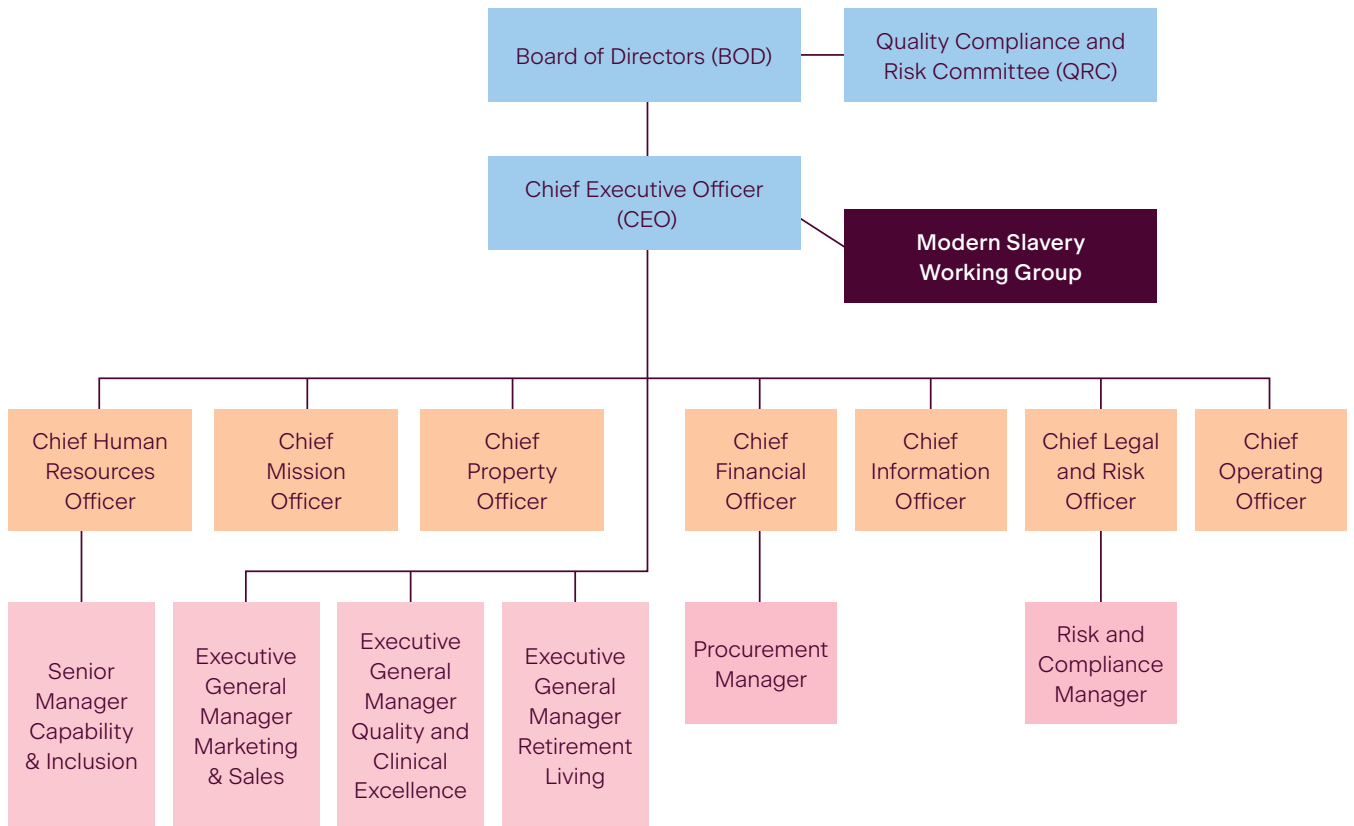 Board of Directors (BOD)
Quality Compliance and
Risk Committee (QRC)
Chief Executive Officer
(CEO)
Modern Slavery
Working Group
Chief Human
Resources
Officer
Chief
Mission
Officer
Chief
Property
Officer
Chief
Financial
Officer
Chief
Information
Officer
Chief Legal
and Risk
Officer
Chief
Operating
Officer
Senior
Manager
Capability
& Inclusion
Executive
General
Manager
Marketing
& Sales
Executive
General
Manager
Quality and
Clinical
Excellence
Executive
General
Manager
Retirement
Living
Procurement
Manager
Risk and
Compliance
Manager